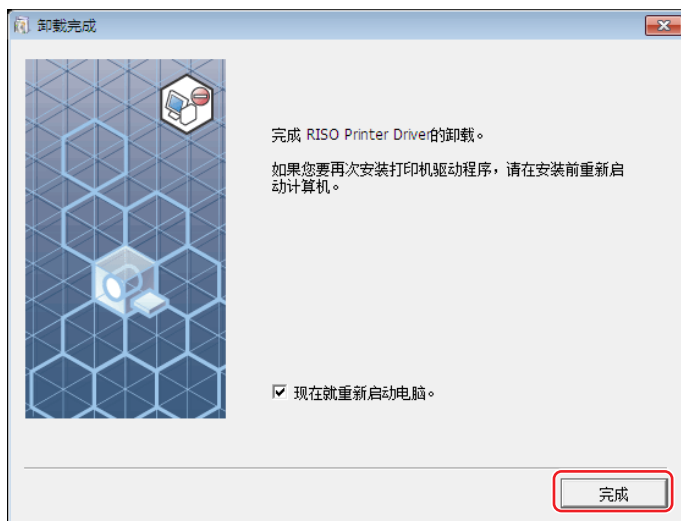 卸载完成
完成 RISO Printer Driver的卸载。
如果您要再次安装打印机驱动程序，请在安装前重新启
动计算机。
现在就重新启动电脑。
完成